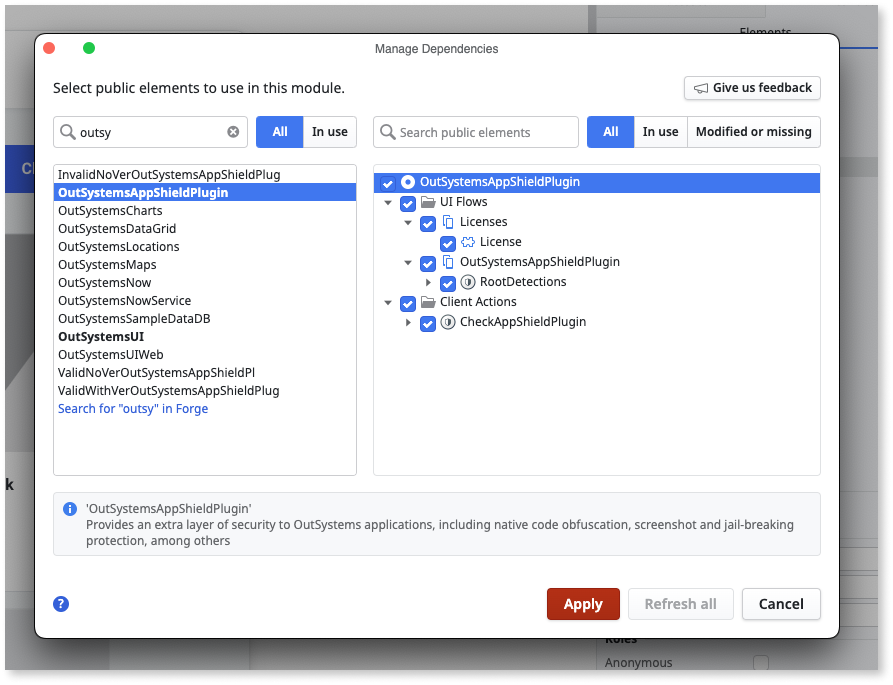 Elements
Manage Dependencies
Select public elements to use in this module.
Give us feedback
outsy
All
In use
Search public elements
All
In use
Modified or missing
InvalidNoVerOutSystemsAppShieldPlug
OutSystemsAppShieldPlugin
OutSystemsCharts
OutSystemsDataGrid
OutSystemsLocations
OutSystemsMaps
OutSystemsNow
OutSystemsNowService
OutSystemsSampleDataDB
OutSystemsUI
OutSystemsUIWeb
ValidNoVerOutSystemsAppShieldPl
ValidWithVerOutSystemsAppShieldPlug
Search for "outsy" in Forge
OutSystemsAppShieldPlugin
UI Flows
Licenses
License
OutSystemsAppShieldPlugin
RootDetections
Client Actions
CheckAppShieldPlugin
k
'OutSystemsAppShieldPlugin'
Provides an extra layer of security to OutSystems applications, including native code obfuscation, screenshot and jail-breaking
protection, among others
?
Apply
Refresh all
Cancel
Roles
Anonymous